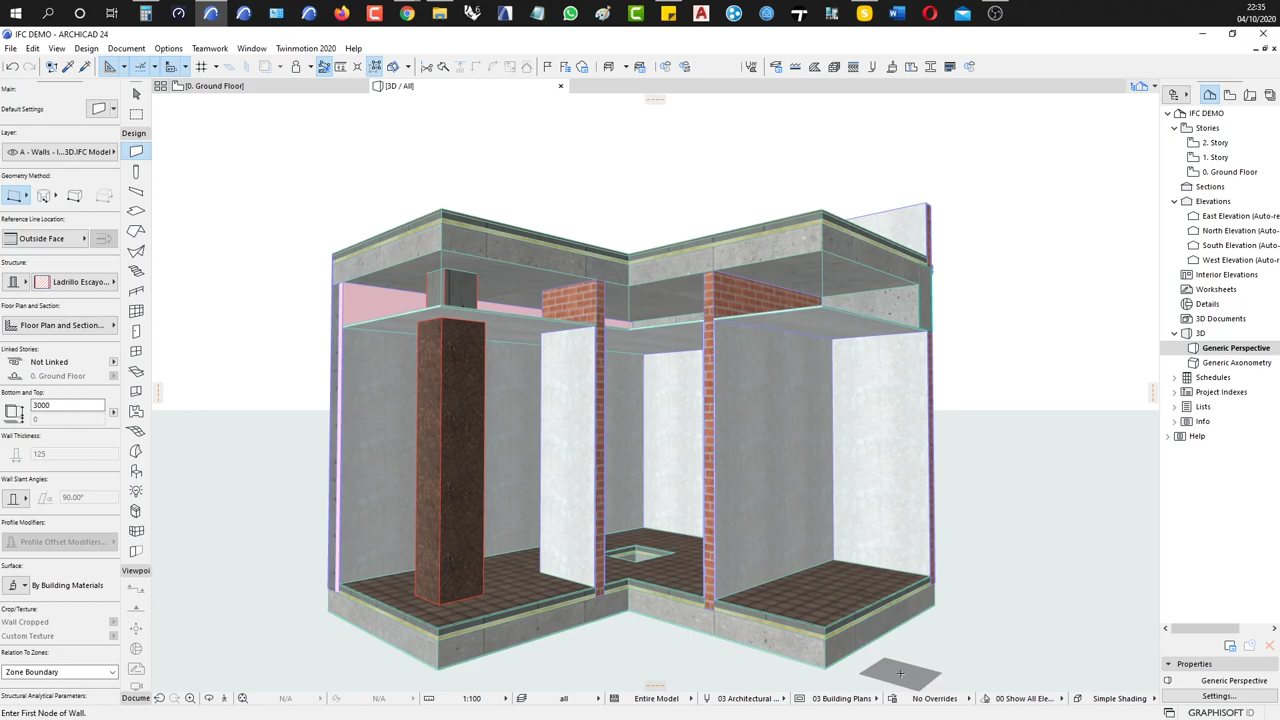 22:35
04/10/2020
IFC DEMO - ARCHICAD 24
File Edit View Design Document Options Teamwork Window Twinmotion 2020 Help
Main:
Default Settings
[0. Ground Floor]
[3D / All]
Design
Layer:
A - Walls - I...3D.IFC Model
Geometry Method:
Reference Line Location:
Outside Face
Structure:
Ladrillo Escayo...
Floor Plan and Section:
Floor Plan and Section...
Linked Stories:
Not Linked
0. Ground Floor
Bottom and Top:
3000
0
Wall Thickness:
125
Wall Slant Angles:
90.00°
Profile Modifiers:
Profile Offset Modifiers...
Surface:
By Building Materials
Crop/Texture:
Wall Cropped
Custom Texture
Relation To Zones:
Zone Boundary
Structural Analytical Parameters:
Viewpoi
Docume
IFC DEMO
Stories
2. Story
1. Story
0. Ground Floor
Sections
Elevations
East Elevation (Auto-re
North Elevation (Auto-
South Elevation (Auto-
West Elevation (Auto-r
Interior Elevations
Worksheets
Details
3D Documents
3D
Generic Perspective
Generic Axonometry
Schedules
Project Indexes
Lists
Info
Help
Properties
Generic Perspective
Settings...
N/A N/A 1:100 all Entire Model 03 Architectural ... 03 Building Plans No Overrides 00 Show All Ele... Simple Shading
Enter First Node of Wall.
GRAPHISOFT ID